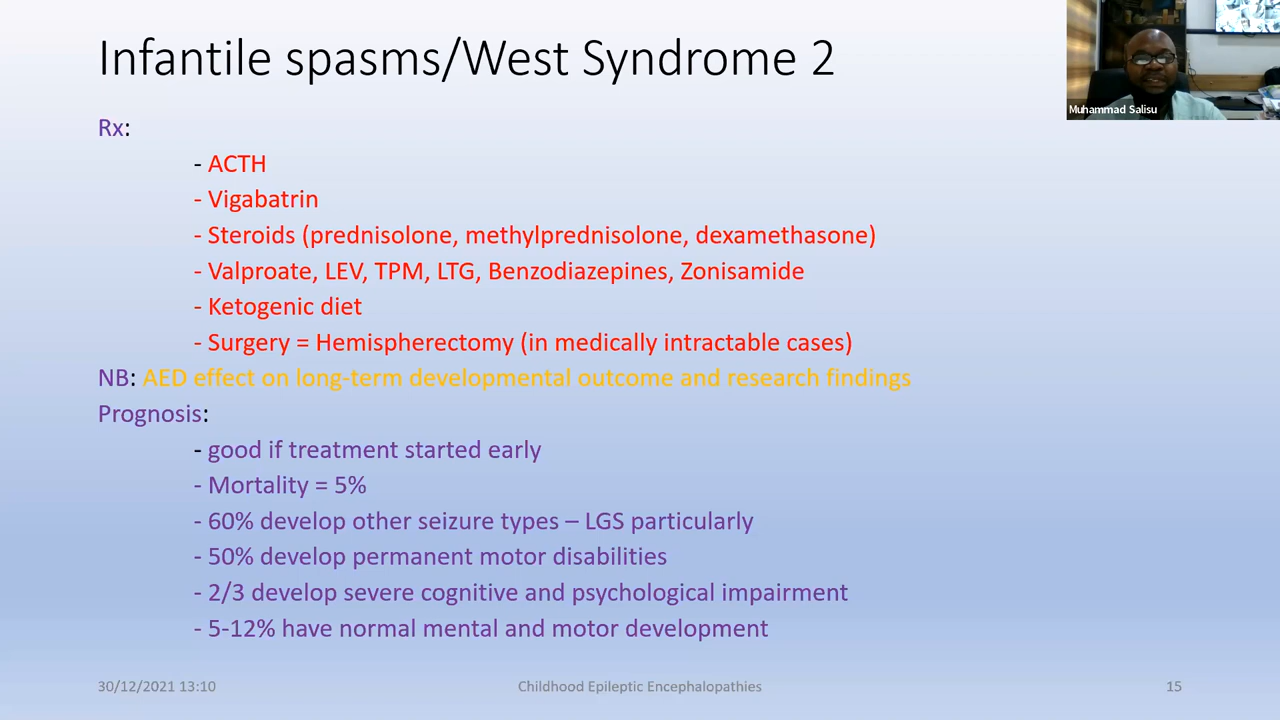 Infantile spasms/West Syndrome 2
Muhammad Salisu
Rx:
- ACTH
- Vigabatrin
- Steroids (prednisolone, methylprednisolone, dexamethasone)
- Valproate, LEV, TPM, LTG, Benzodiazepines, Zonisamide
- Ketogenic diet
- Surgery = Hemispherectomy (in medically intractable cases)
NB: AED effect on long-term developmental outcome and research findings
Prognosis:
- good if treatment started early
- Mortality = 5%
- 60% develop other seizure types – LGS particularly
- 50% develop permanent motor disabilities
- 2/3 develop severe cognitive and psychological impairment
- 5-12% have normal mental and motor development
30/12/2021 13:10
Childhood Epileptic Encephalopathies
15